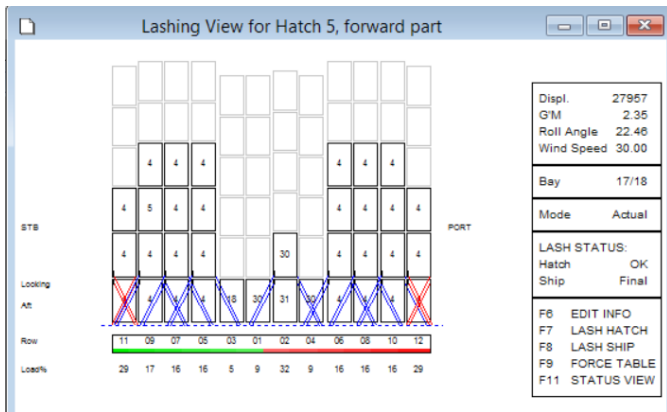 Lashing View for Hatch 5, forward part
4 4 4 4 4 4
4 5 4 4 4 4 4 4
STB PORT
4 4 4 4 30 4 4 4 4
Looking
4 4 4 4 18 30 31 30 4 4 4 4
Aft
Row 11 09 07 05 03 01 02 04 06 08 10 12
Load% 29 17 16 16 5 9 32 9 16 16 16 29
Displ. 27957
G'M 2.35
Roll Angle 22.46
Wind Speed 30.00
Bay 17/18
Mode Actual
LASH STATUS:
Hatch OK
Ship Final
F6 EDIT INFO
F7 LASH HATCH
F8 LASH SHIP
F9 FORCE TABLE
F11 STATUS VIEW